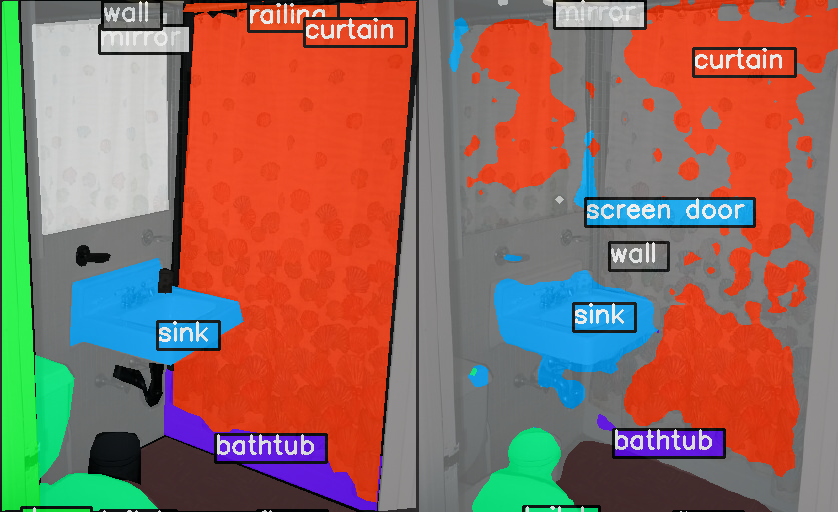 wall
mirror
railing
curtain
sink
bathtub
mirror
curtain
screen door
wall
sink
bathtub